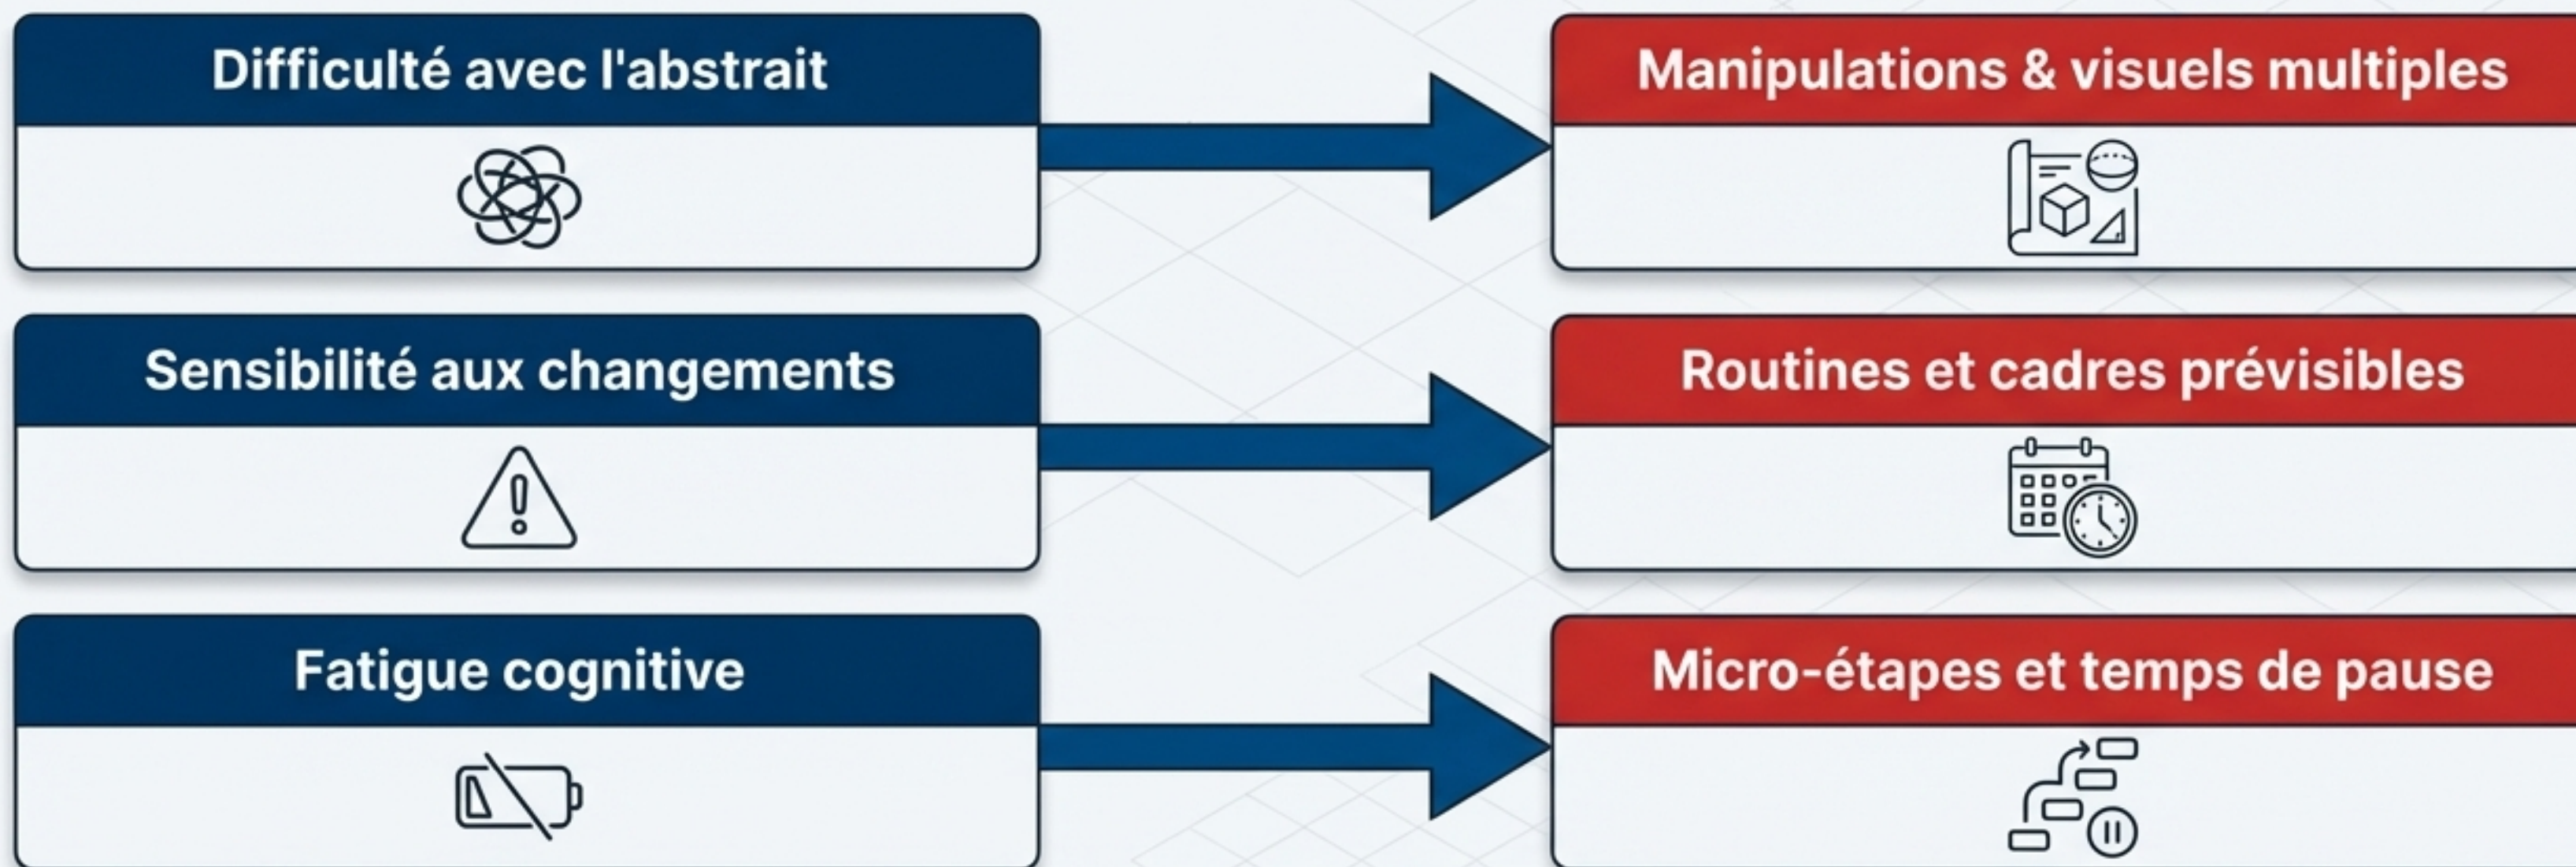 Difficulté avec l'abstrait
Manipulations & visuels multiples
Sensibilité aux changements
Routines et cadres prévisibles
Fatigue cognitive
Micro-étapes et temps de pause